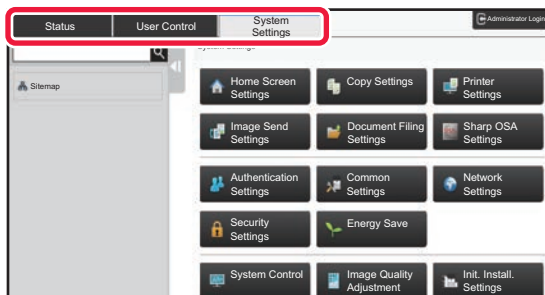 Status
User Control
System
Settings
Administrator Login
System Settings
Sitemap
Home Screen
Settings
Copy Settings
Printer
Settings
Image Send
Settings
Document Filing
Settings
Sharp OSA
Settings
Authentication
Settings
Common
Settings
Network
Settings
Security
Settings
Energy Save
System Control
Image Quality
Adjustment
Init. Install.
Settings